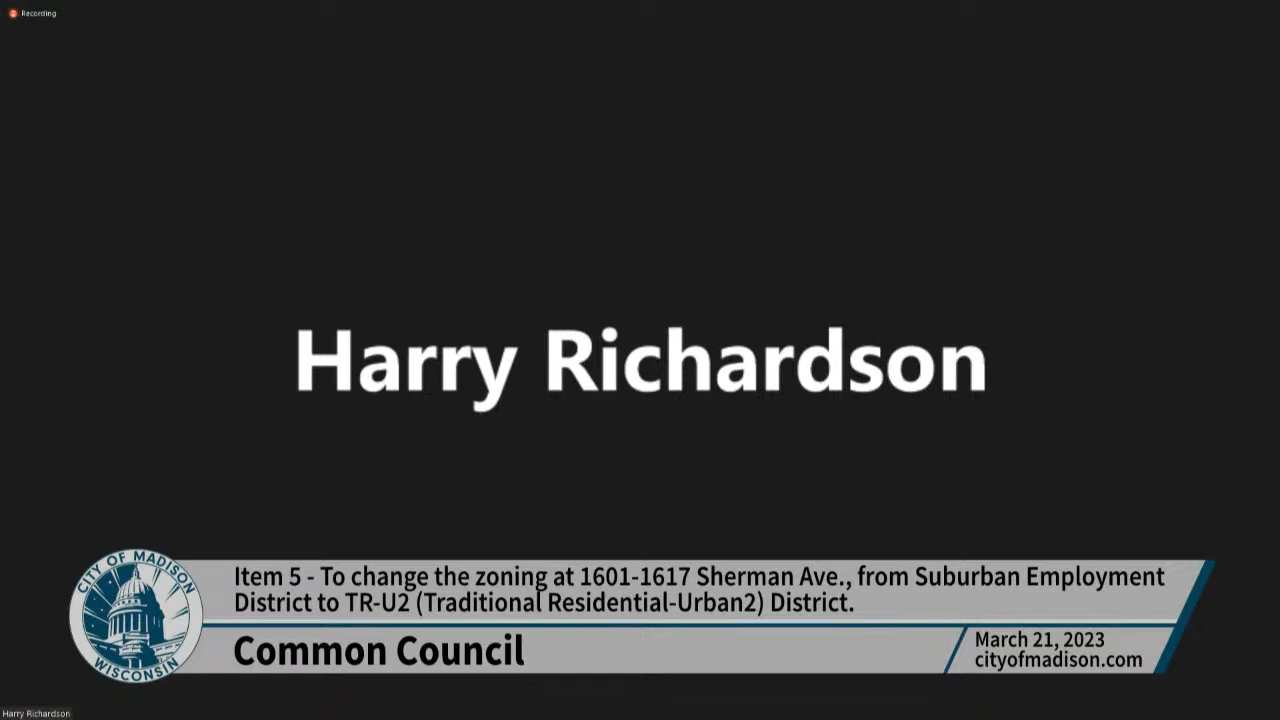 Recording
Harry Richardson
CITY OF MADISON
WISCONSIN
Item 5 - To change the zoning at 1601-1617 Sherman Ave., from Suburban Employment
District to TR-U2 (Traditional Residential-Urban2) District.
Common Council
March 21, 2023
cityofmadison.com
Harry Richardson